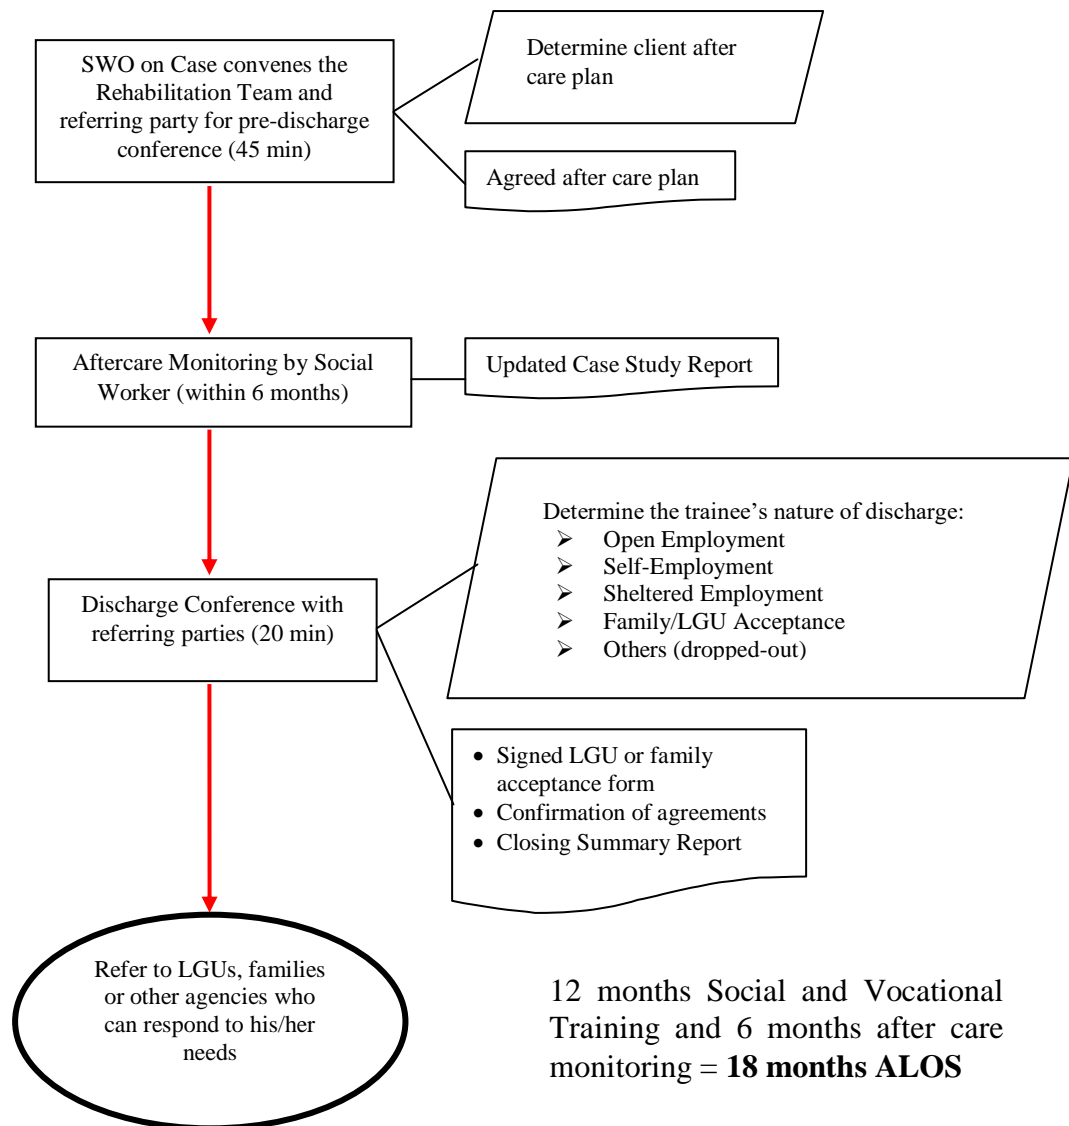 SWO on Case convenes the
Rehabilitation Team and
referring party for pre-discharge
conference (45 min)
Determine client after
care plan
Agreed after care plan
Aftercare Monitoring by Social
Worker (within 6 months)
Updated Case Study Report
Discharge Conference with
referring parties (20 min)
Determine the trainee’s nature of discharge:
➢ Open Employment
➢ Self-Employment
➢ Sheltered Employment
➢ Family/LGU Acceptance
➢ Others (dropped-out)
• Signed LGU or family
acceptance form
• Confirmation of agreements
• Closing Summary Report
Refer to LGUs, families
or other agencies who
can respond to his/her
needs
12 months Social and Vocational
Training and 6 months after care
monitoring = 18 months ALOS